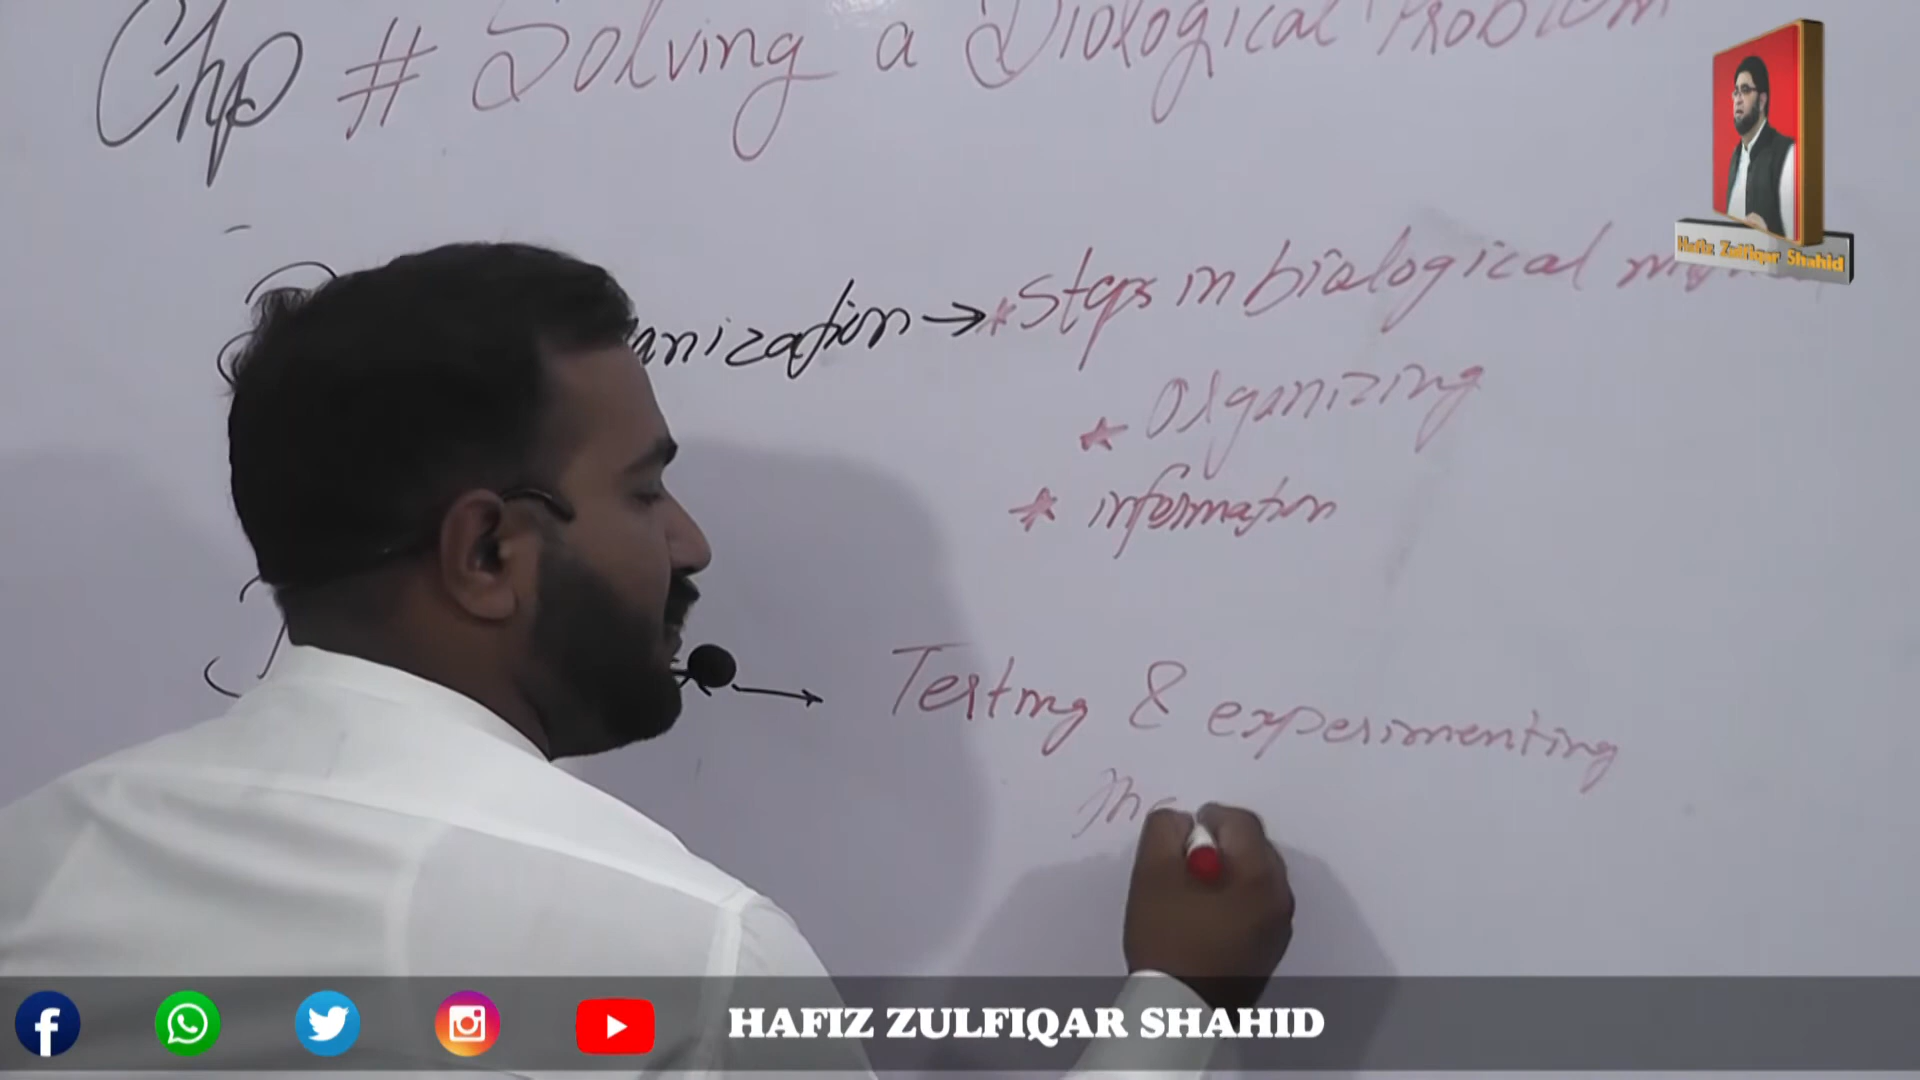 Chp # Solving a Biological Problem
Hafiz Zulfiqar Shahid
anization → * Steps in biological
* Organizing
* information
→ Testing & experimenting
HAFIZ ZULFIQAR SHAHID